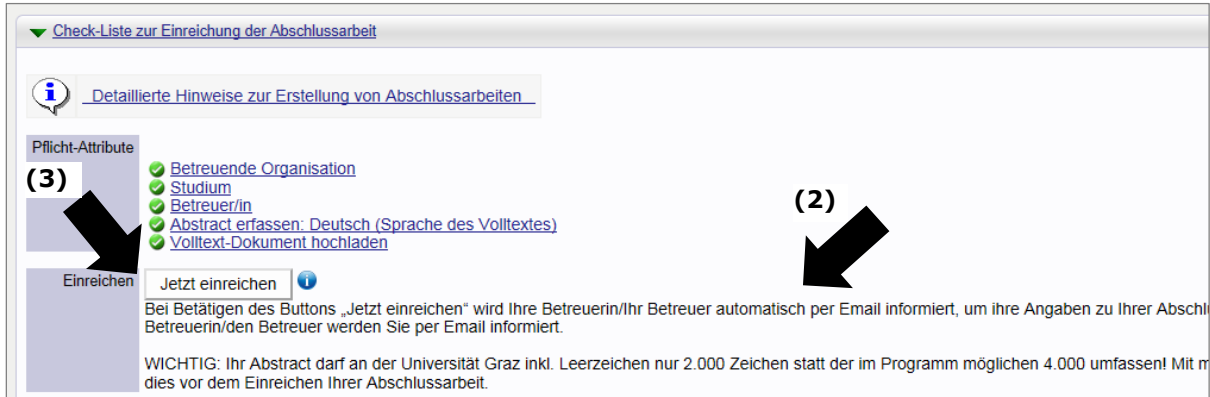 Check-Liste zur Einreichung der Abschlussarbeit
Detaillierte Hinweise zur Erstellung von Abschlussarbeiten
Pflicht-Attribute
(3)
Betreuende Organisation
Studium
Betreuer/in
Abstract erfassen: Deutsch (Sprache des Volltextes)
Volltext-Dokument hochladen
(2)
Einreichen
Jetzt einreichen
Bei Betätigen des Buttons „Jetzt einreichen“ wird Ihre Betreuerin/Ihr Betreuer automatisch per Email informiert, um ihre Angaben zu Ihrer
Betreuerin/den Betreuer werden Sie per Email informiert.
WICHTIG: Ihr Abstract darf an der Universität Graz inkl. Leerzeichen nur 2.000 Zeichen statt der im Programm möglichen 4.000 umfassen! Mit
dies vor dem Einreichen Ihrer Abschlussarbeit.